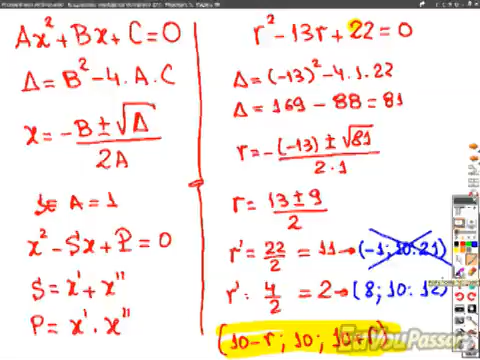 Ax² + Bx + C = 0
Δ = B² - 4.A.C
x = -B ± √Δ / 2A
A = 1
x² - Sx + P = 0
S = x' + x"
P = x' . x"
r² - 13r + 22 = 0
Δ = (-13)² - 4.1.22
Δ = 169 - 88 = 81
r = -(-13) ± √81 / 2.1
r = 13 ± 9 / 2
r' = 22/2 = 11 → (-1; 10; 21)
r' = 4/2 = 2 → (8; 10; 12)
(10-r; 10; 10+r)
EuVouPassar